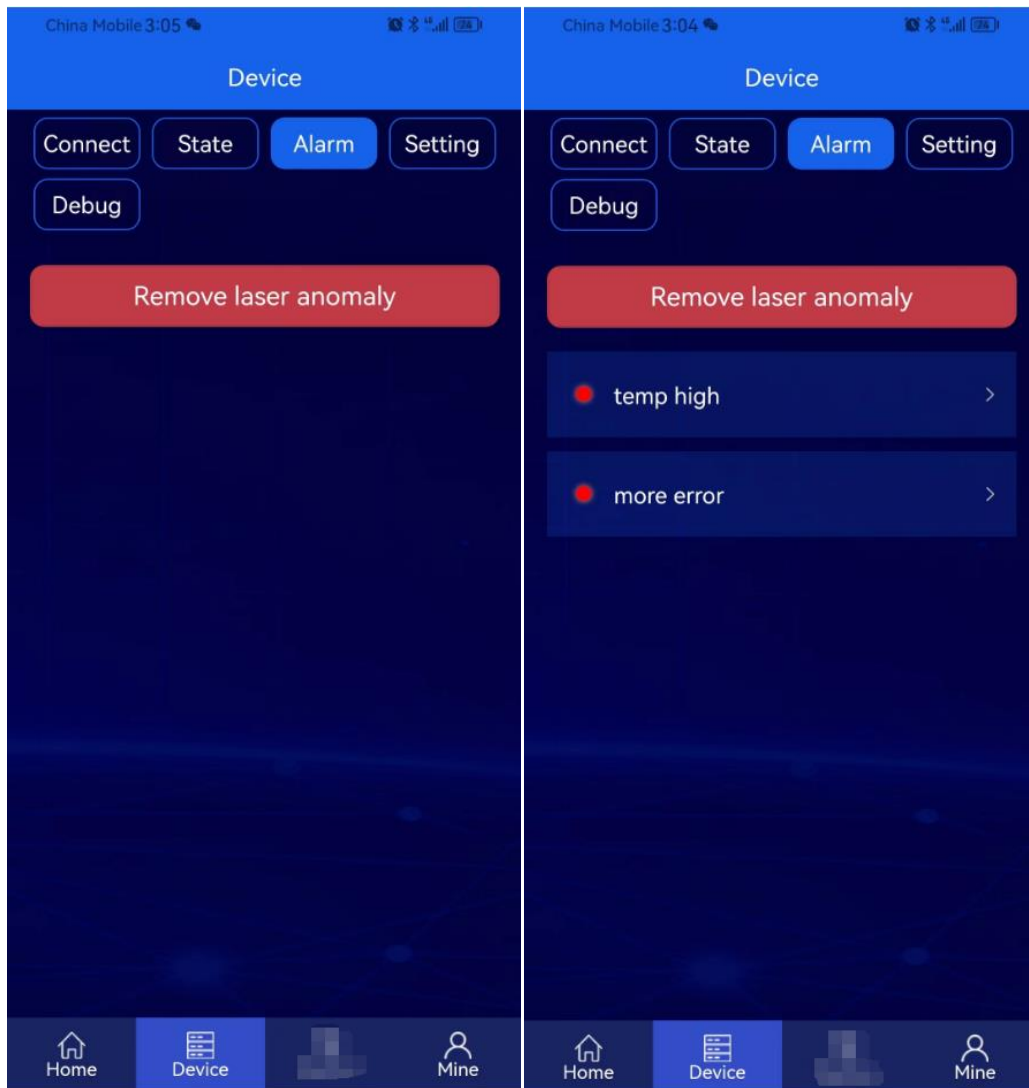 China Mobile 3:05
Device
Connect State Alarm Setting
Debug
Remove laser anomaly
Home Device Mine
China Mobile 3:04
Device
Connect State Alarm Setting
Debug
Remove laser anomaly
temp high
more error
Home Device Mine